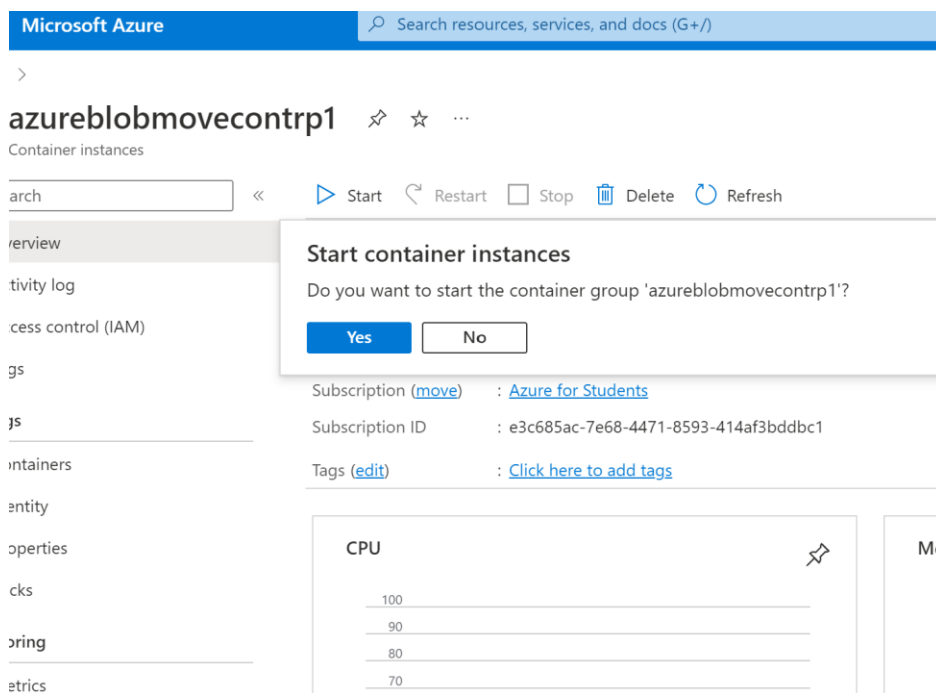 Microsoft Azure
Search resources, services, and docs (G+/)
azureblobmovecontrp1
Container instances
arch
Start Restart Stop Delete Refresh
verview
tivity log
ccess control (IAM)
gs
gs
ontainers
entity
operties
cks
oring
etrics
Start container instances
Do you want to start the container group 'azureblobmovecontrp1'?
Yes No
Subscription (move) : Azure for Students
Subscription ID : e3c685ac-7e68-4471-8593-414af3bddbc1
Tags (edit) : Click here to add tags
CPU
100
90
80
70
M